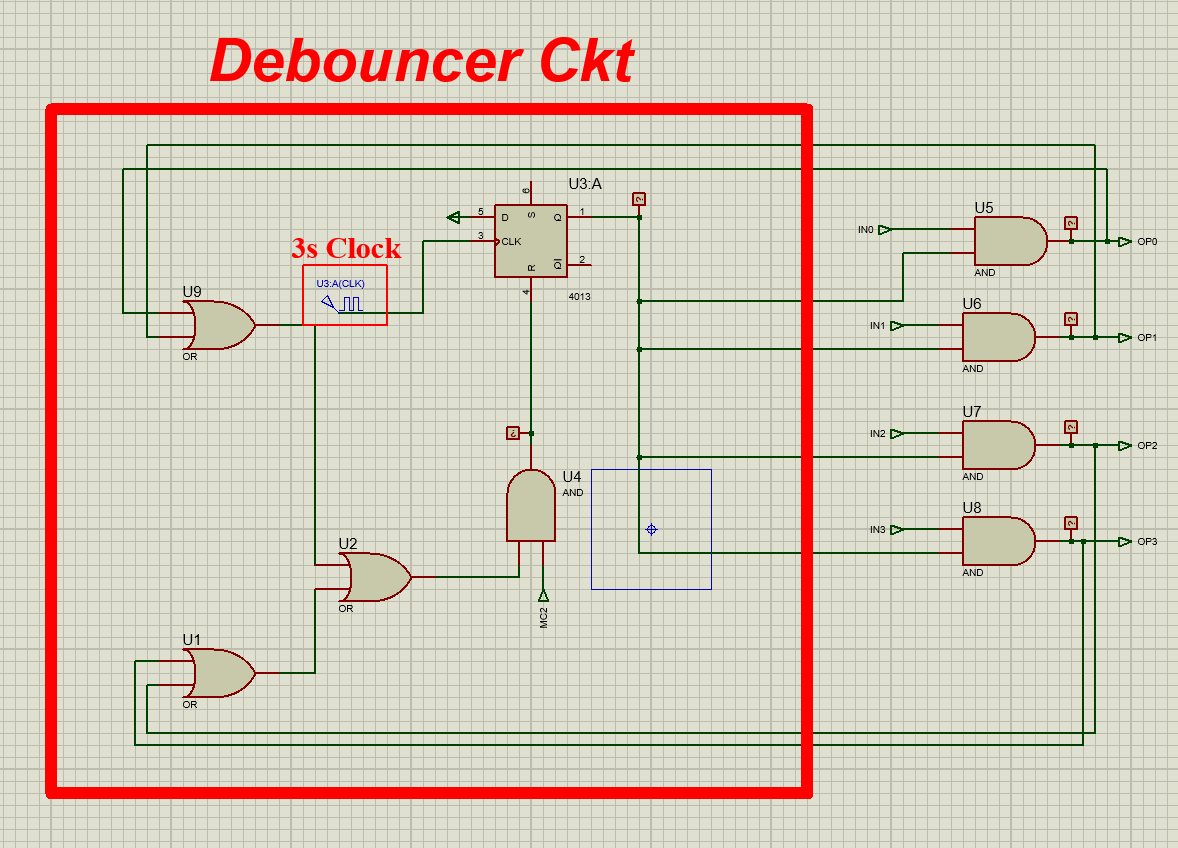 Debouncer Ckt
U3:A
6
5
D
S
Q
1
3
CLK
3s Clock
U3:A(CLK)
R
QI
2
4
4013
U9
OR
U5
IN0
?
OP0
AND
U6
IN1
?
OP1
AND
?
U7
IN2
?
OP2
AND
?
U4
AND
U8
IN3
?
OP3
AND
U2
OR
MC2
U1
OR